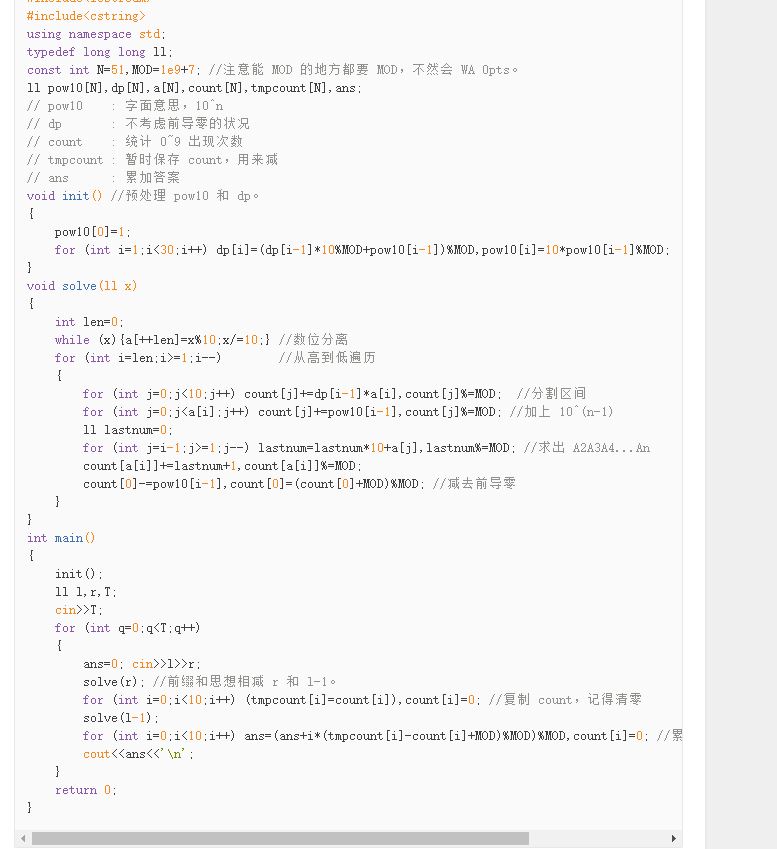 #include<cstring>
using namespace std;
typedef long long ll;
const int N=51,MOD=1e9+7; //注意能 MOD 的地方都要 MOD，不然会 WA 0pts。
ll pow10[N],dp[N],a[N],count[N],tmpcount[N],ans;
// pow10    : 字面意思，10^n
// dp       : 不考虑前导零的状况
// count    : 统计 0~9 出现次数
// tmpcount : 暂时保存 count，用来减
// ans      : 累加答案
void init() //预处理 pow10 和 dp。
{
    pow10[0]=1;
    for (int i=1;i<30;i++) dp[i]=(dp[i-1]*10%MOD+pow10[i-1])%MOD,pow10[i]=10*pow10[i-1]%MOD;
}
void solve(ll x)
{
    int len=0;
    while (x){a[++len]=x%10;x/=10;} //数位分离
    for (int i=len;i>=1;i--)        //从高到低遍历
    {
        for (int j=0;j<10;j++) count[j]+=dp[i-1]*a[i],count[j]%=MOD;  //分割区间
        for (int j=0;j<a[i];j++) count[j]+=pow10[i-1],count[j]%=MOD; //加上 10^(n-1)
        ll lastnum=0;
        for (int j=i-1;j>=1;j--) lastnum=lastnum*10+a[j],lastnum%=MOD; //求出 A2A3A4...An
        count[a[i]]+=lastnum+1,count[a[i]]%=MOD;
        count[0]-=pow10[i-1],count[0]=(count[0]+MOD)%MOD; //减去前导零
    }
}
int main()
{
    init();
    ll l,r,T;
    cin>>T;
    for (int q=0;q<T;q++)
    {
        ans=0; cin>>l>>r;
        solve(r); //前缀和思想相减 r 和 l-1。
        for (int i=0;i<10;i++) (tmpcount[i]=count[i]),count[i]=0; //复制 count，记得清零
        solve(l-1);
        for (int i=0;i<10;i++) ans=(ans+i*(tmpcount[i]-count[i]+MOD)%MOD)%MOD,count[i]=0; //累
        cout<<ans<<'\n';
    }
    return 0;
}